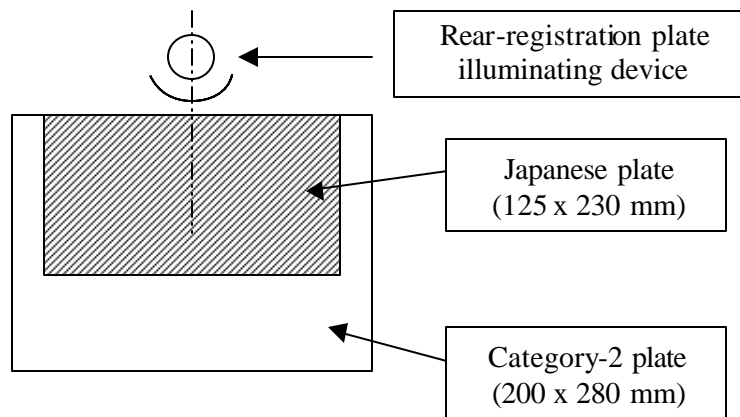 Rear-registration plate
illuminating device
Japanese plate
(125 x 230 mm)
Category-2 plate
(200 x 280 mm)